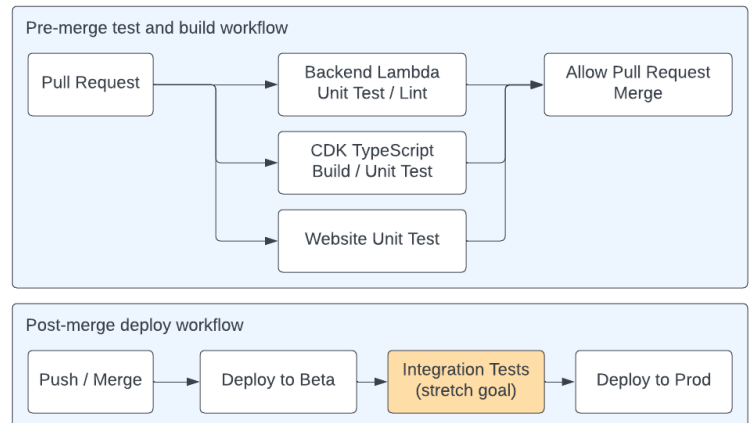 Pre-merge test and build workflow
Pull Request
Backend Lambda
Unit Test / Lint
Allow Pull Request
Merge
CDK TypeScript
Build / Unit Test
Website Unit Test
Post-merge deploy workflow
Push / Merge
Deploy to Beta
Integration Tests
(stretch goal)
Deploy to Prod